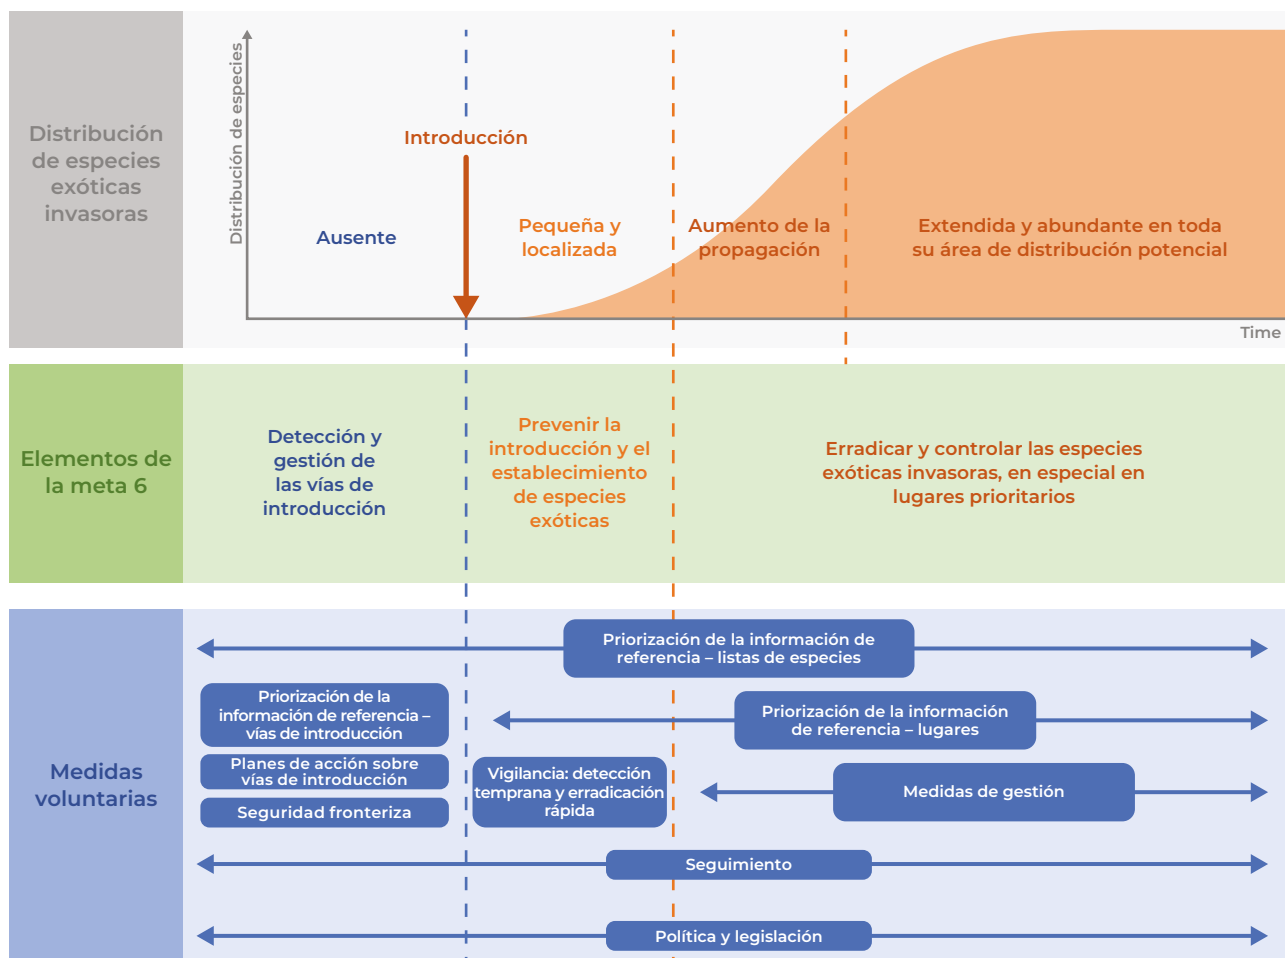 Distribución
de especies
exóticas
invasoras
Distribución de especies
Introducción
Ausente
Pequeña y
localizada
Aumento de la
propagación
Extendida y abundante en toda
su área de distribución potencial
Time
Elementos de
la meta 6
Detección y
gestión de
las vías de
introducción
Prevenir la
introducción y el
establecimiento
de especies
exóticas
Erradicar y controlar las especies
exóticas invasoras, en especial en
lugares prioritarios
Medidas
voluntarias
Priorización de la información de
referencia – listas de especies
Priorización de la
información de referencia –
vías de introducción
Priorización de la información
de referencia – lugares
Planes de acción sobre
vías de introducción
Seguridad fronteriza
Vigilancia: detección
temprana y erradicación
rápida
Medidas de gestión
Seguimiento
Política y legislación